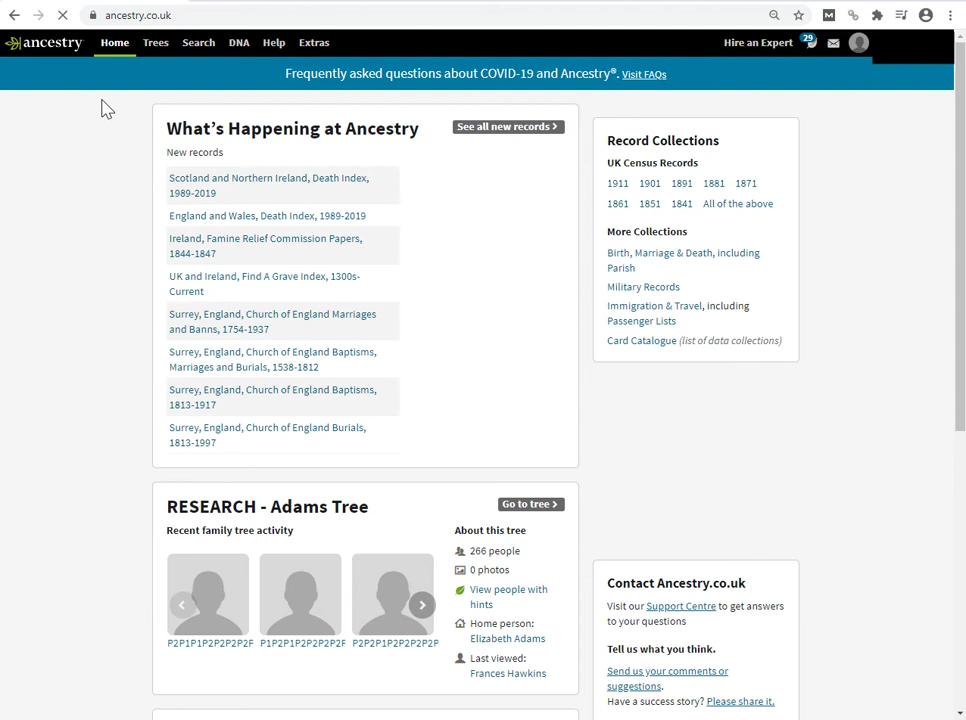 ancestry.co.uk
ancestry
Home
Trees
Search
DNA
Help
Extras
Hire an Expert
29
Frequently asked questions about COVID-19 and Ancestry®. Visit FAQs
What's Happening at Ancestry
See all new records >
New records
Scotland and Northern Ireland, Death Index,
1989-2019
England and Wales, Death Index, 1989-2019
Ireland, Famine Relief Commission Papers,
1844-1847
UK and Ireland, Find A Grave Index, 1300s-
Current
Surrey, England, Church of England Marriages
and Banns, 1754-1937
Surrey, England, Church of England Baptisms,
Marriages and Burials, 1538-1812
Surrey, England, Church of England Baptisms,
1813-1917
Surrey, England, Church of England Burials,
1813-1997
Record Collections
UK Census Records
1911 1901 1891 1881 1871
1861 1851 1841 All of the above
More Collections
Birth, Marriage & Death, including
Parish
Military Records
Immigration & Travel, including
Passenger Lists
Card Catalogue (list of data collections)
RESEARCH - Adams Tree
Go to tree >
Recent family tree activity
P2P1P1P2P2P2P2F
P1P2P2P2P2P2F
P2P2P1P2P2P2P2P
About this tree
266 people
0 photos
View people with
hints
Home person:
Elizabeth Adams
Last viewed:
Frances Hawkins
Contact Ancestry.co.uk
Visit our Support Centre to get answers
to your questions
Tell us what you think.
Send us your comments or
suggestions.
Have a success story? Please share it.